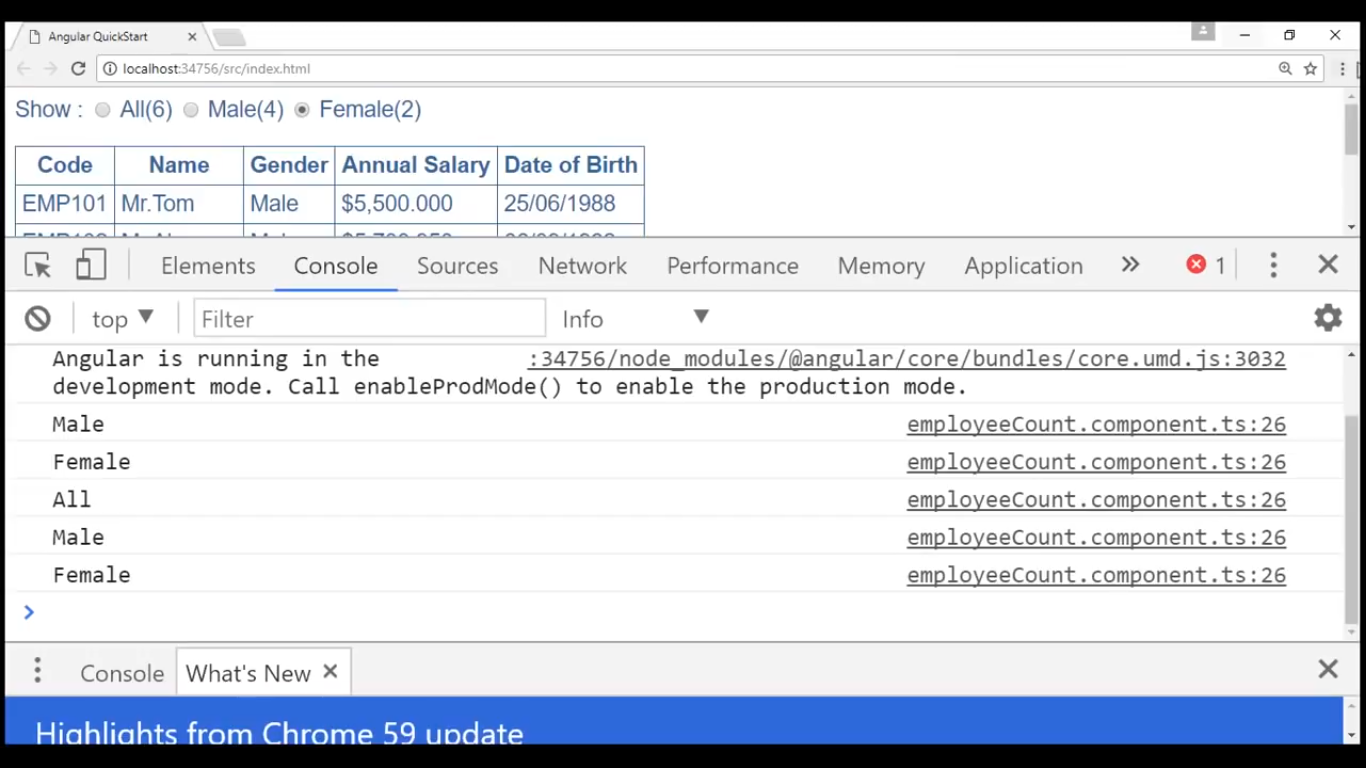 Angular QuickStart
localhost:34756/src/index.html
Show : All(6) Male(4) Female(2)
Code Name Gender Annual Salary Date of Birth
EMP101 Mr.Tom Male $5,500.000 25/06/1988
Elements Console Sources Network Performance Memory Application » 1
top Filter Info
Angular is running in the :34756/node_modules/@angular/core/bundles/core.umd.js:3032
development mode. Call enableProdMode() to enable the production mode.
Male employeeCount.component.ts:26
Female employeeCount.component.ts:26
All employeeCount.component.ts:26
Male employeeCount.component.ts:26
Female employeeCount.component.ts:26
Console What's New
Highlights from Chrome 59 update